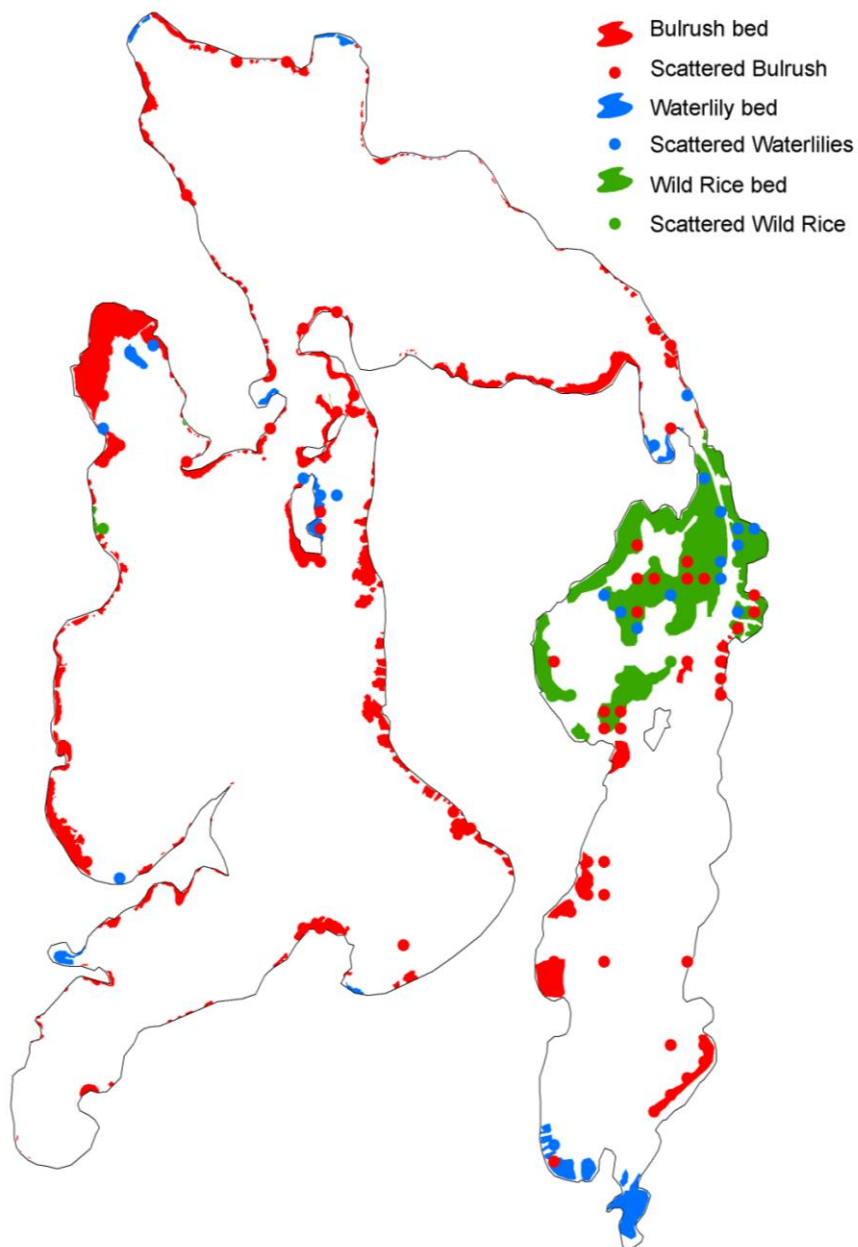 Bulrush bed
Scattered Bulrush
Waterlily bed
Scattered Waterlilies
Wild Rice bed
Scattered Wild Rice